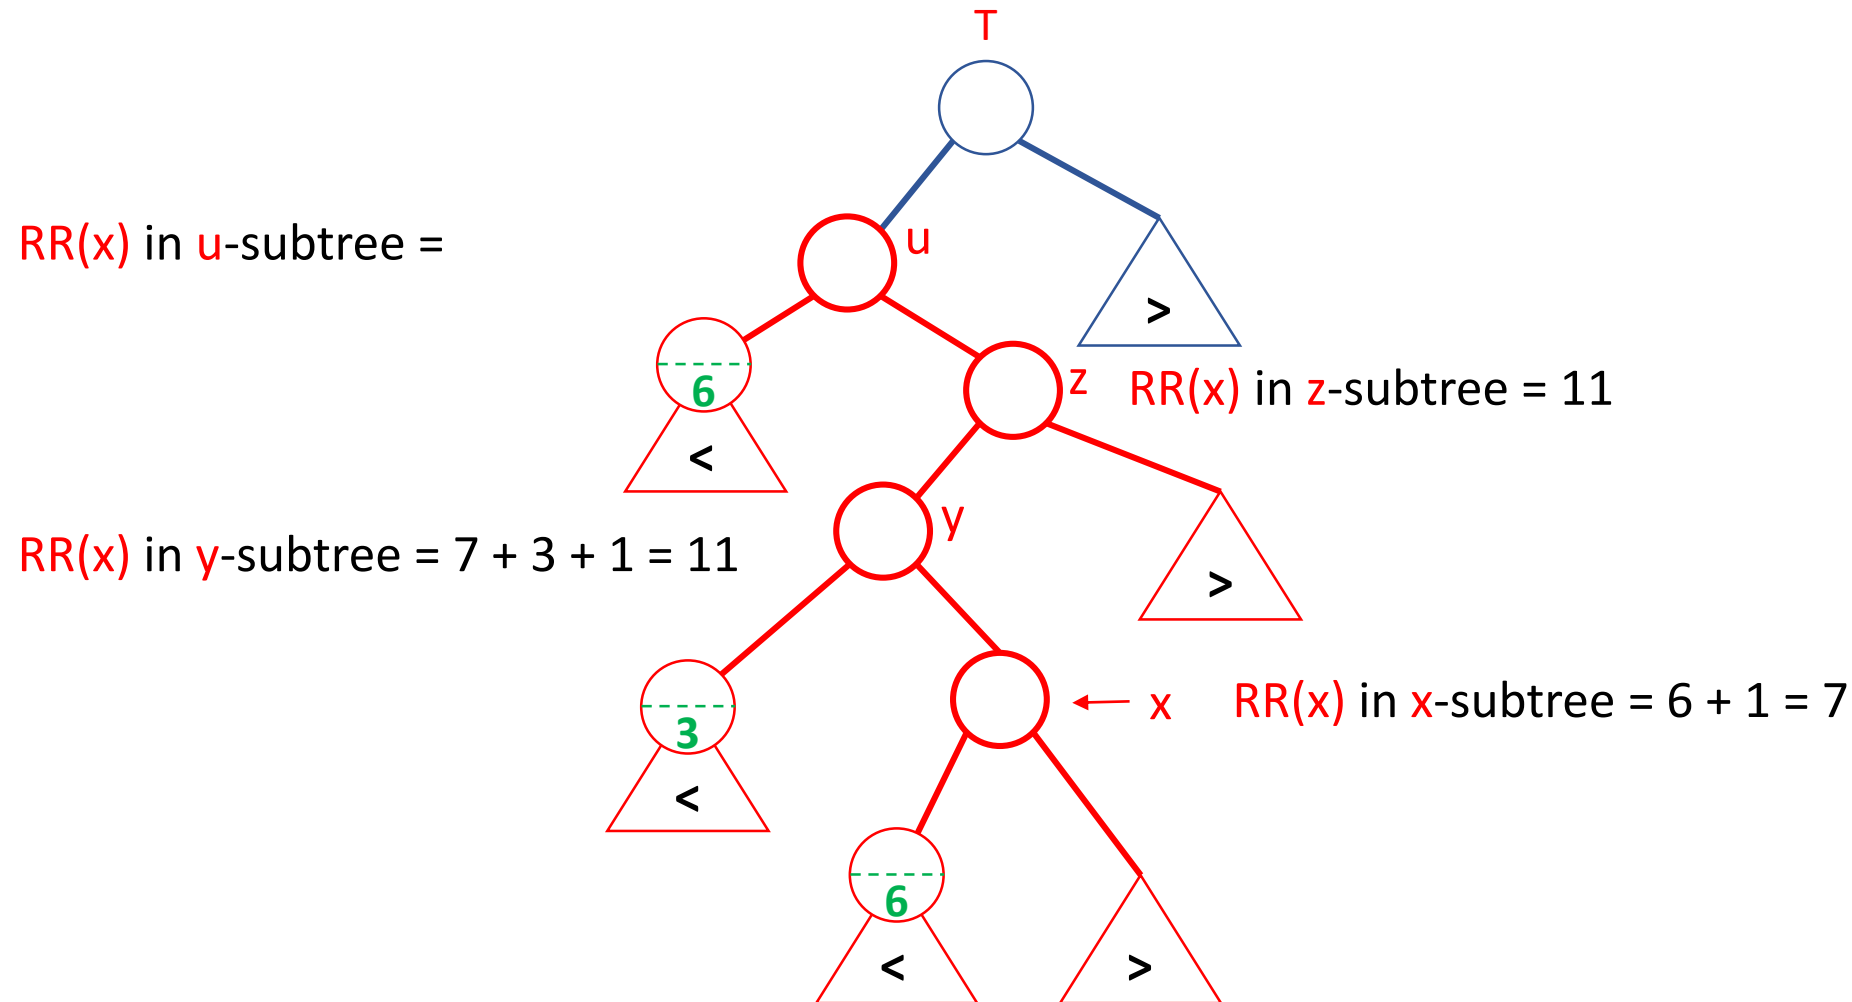 T
RR(x) in u-subtree =
u
>
6
<
z
RR(x) in z-subtree = 11
y
RR(x) in y-subtree = 7 + 3 + 1 = 11
>
3
<
x
RR(x) in x-subtree = 6 + 1 = 7
6
<
>